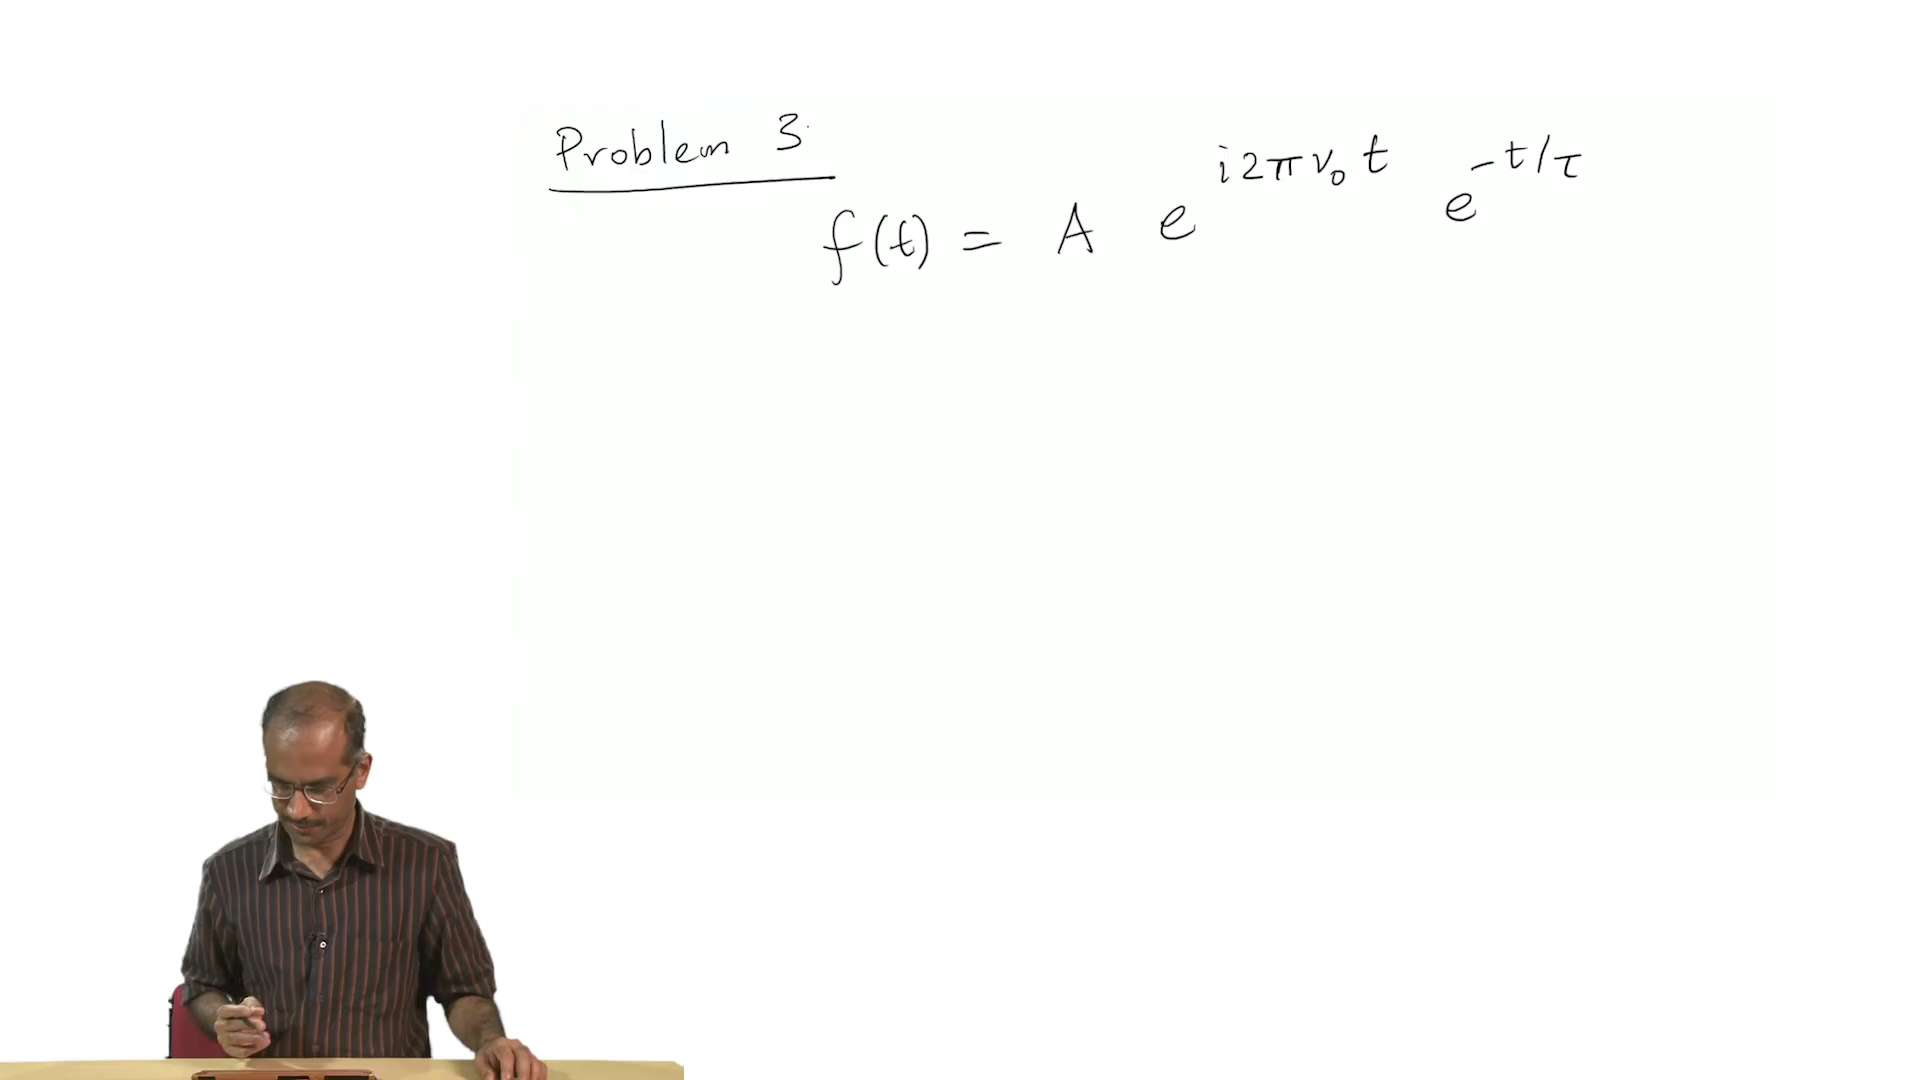 Problem 3.
f(t) = A e^{i2πν₀t} e^{-t/τ}